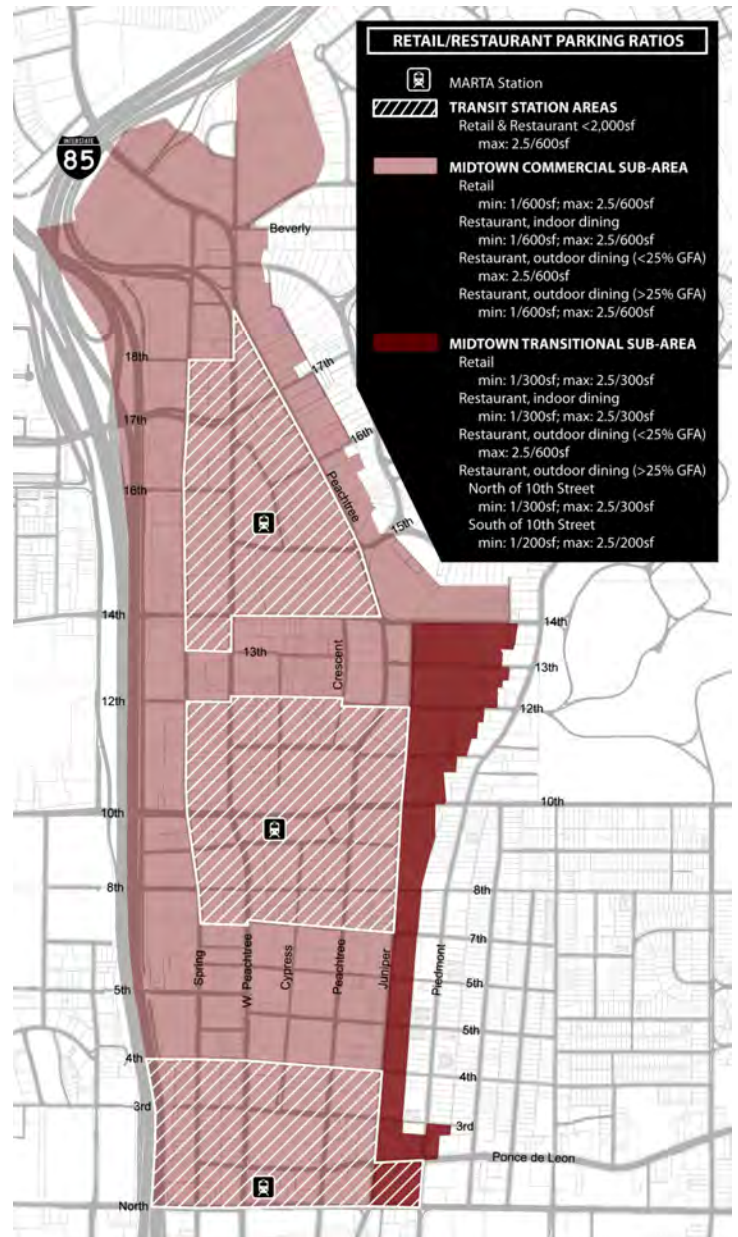 RETAIL/RESTAURANT PARKING RATIOS
MARTA Station
TRANSIT STATION AREAS
Retail & Restaurant <2,000sf
max: 2.5/600sf
MIDTOWN COMMERCIAL SUB-AREA
Retail
min: 1/600sf; max: 2.5/600sf
Restaurant, indoor dining
min: 1/600sf; max: 2.5/600sf
Restaurant, outdoor dining (<25% GFA)
max: 2.5/600sf
Restaurant, outdoor dining (>25% GFA)
min: 1/600sf; max: 2.5/600sf
MIDTOWN TRANSITIONAL SUB-AREA
Retail
min: 1/300sf; max: 2.5/300sf
Restaurant, indoor dining
min: 1/300sf; max: 2.5/300sf
Restaurant, outdoor dining (<25% GFA)
max: 2.5/600sf
Restaurant, outdoor dining (>25% GFA)
North of 10th Street
min: 1/300sf; max: 2.5/300sf
South of 10th Street
min: 1/200sf; max: 2.5/200sf
INTERSTATE
85
Beverly
18th
17th
17th
16th
16th
Peachtree
15th
14th
14th
13th
Crescent
13th
12th
12th
10th
10th
8th
8th
7th
Spring
W. Peachtree
Cypress
Peachtree
Juniper
Piedmont
5th
5th
5th
4th
4th
3rd
3rd
Ponce de Leon
North